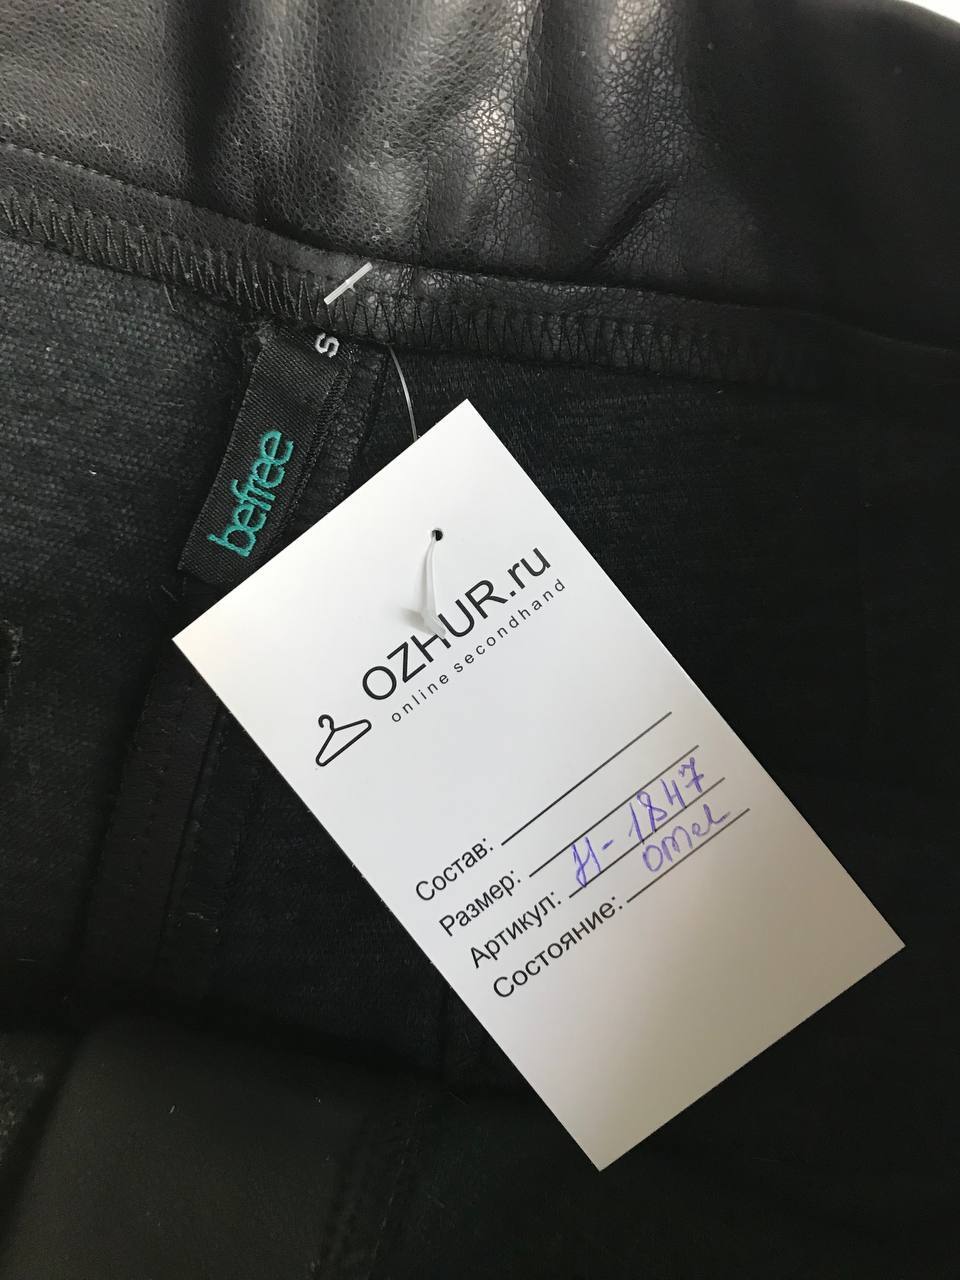 S
befree
OZHUR.ru
online secondhand
Состав:
Размер:
Артикул: Н-1847
Состояние: отл